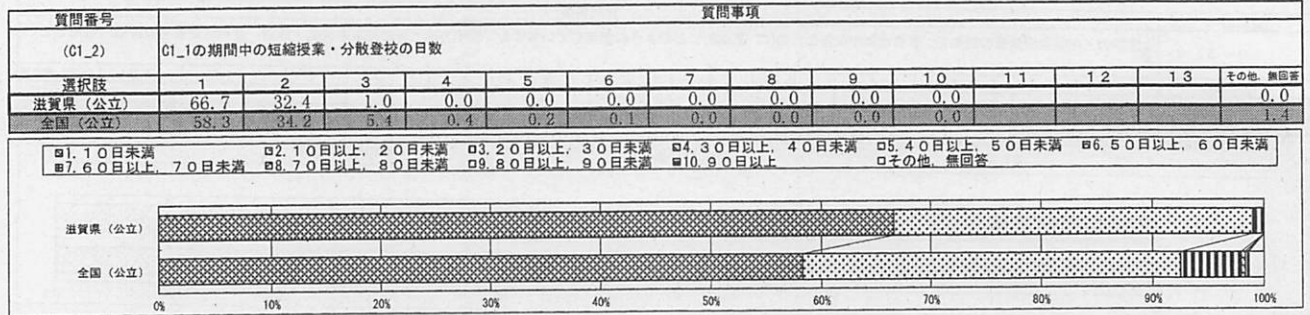 質問番号 質問事項
(C1_2) C1_1の期間中の短縮授業・分散登校の日数
選択肢 1 2 3 4 5 6 7 8 9 10 11 12 13 その他, 無回答
滋賀県（公立） 66.7 32.4 1.0 0.0 0.0 0.0 0.0 0.0 0.0 0.0 0.0
全国（公立） 58.3 34.2 5.4 0.4 0.2 0.1 0.0 0.0 0.0 0.0 1.4
1. 10日未満 2. 10日以上, 20日未満 3. 20日以上, 30日未満 4. 30日以上, 40日未満 5. 40日以上, 50日未満 6. 50日以上, 60日未満
7. 60日以上, 70日未満 8. 70日以上, 80日未満 9. 80日以上, 90日未満 10. 90日以上 その他, 無回答
滋賀県（公立）
全国（公立）
0% 10% 20% 30% 40% 50% 60% 70% 80% 90% 100%